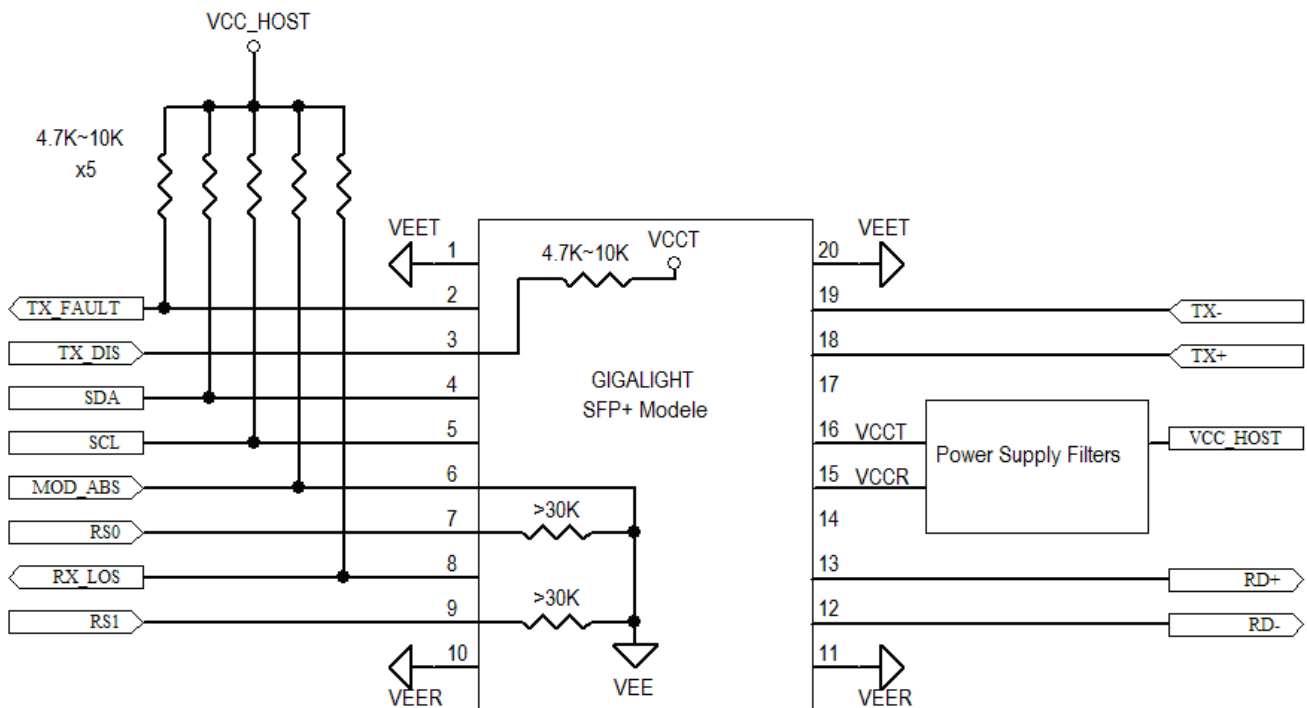 VCC_HOST
4.7K~10K
x5
VEET
1
2
3
4
5
6
7
8
9
10
VEER
TX_FAULT
TX_DIS
SDA
SCL
MOD_ABS
RS0
RX_LOS
RS1
4.7K~10K
VCCT
GIGALIGHT
SFP+ Modele
>30K
>30K
VEE
VEET
20
19
18
17
16 VCCT
15 VCCR
14
13
12
11
VEER
Power Supply Filters
TX-
TX+
VCC_HOST
RD+
RD-